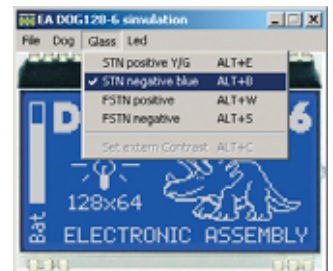 EA DOG128-6 simulation
File Dog Glass Led
STN positive Y/G ALT+E
✓ STN negative blue ALT+B
FSTN positive ALT+W
FSTN negative ALT+S
Set extern Contrast ALT+C
D 6
128x64
Bat
ELECTRONIC ASSEMBLY